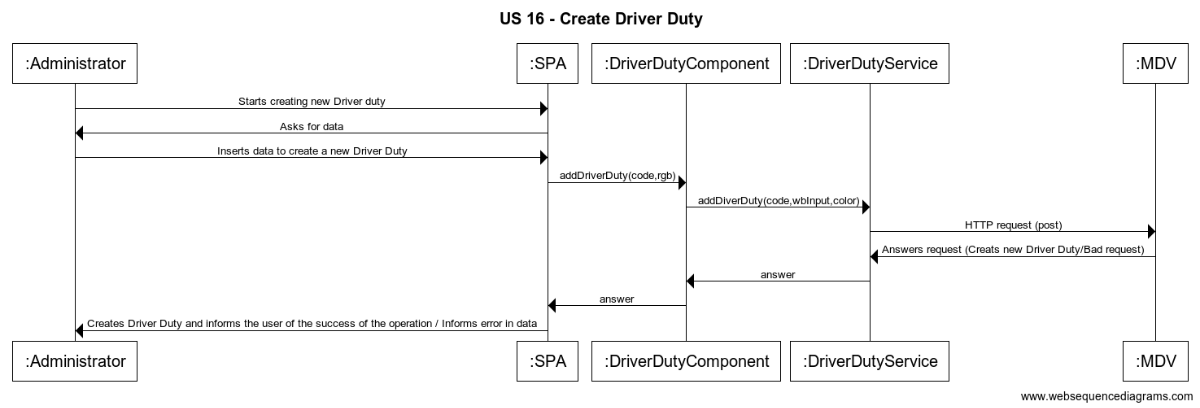 US 16 - Create Driver Duty
:Administrator
:SPA
:DriverDutyComponent
:DriverDutyService
:MDV
Starts creating new Driver duty
Asks for data
Inserts data to create a new Driver Duty
addDriverDuty(code,rgb)
addDiverDuty(code,wbInput,color)
HTTP request (post)
Answers request (Creats new Driver Duty/Bad request)
answer
answer
Creates Driver Duty and informs the user of the success of the operation / Informs error in data
:Administrator
:SPA
:DriverDutyComponent
:DriverDutyService
:MDV
www.websequencediagrams.com